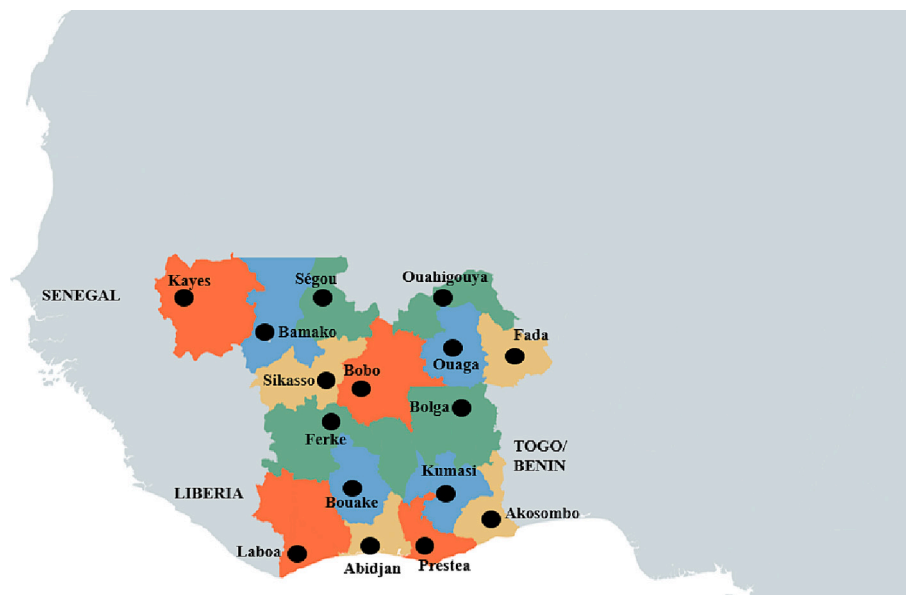 Kayes
Ségou
Ouahigouya
SENEGAL
Bamako
Fada
Ouaga
Sikasso
Bobo
Bolga
Ferke
TOGO/
BENIN
Kumasi
LIBERIA
Bouake
Akosombo
Laboa
Abidjan
Prestea